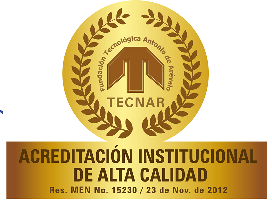 Fundación Tecnológica Antonio de Arévalo
TECNAR
ACREDITACIÓN INSTITUCIONAL
DE ALTA CALIDAD
Res. MEN No. 15230 / 23 de Nov. de 2012